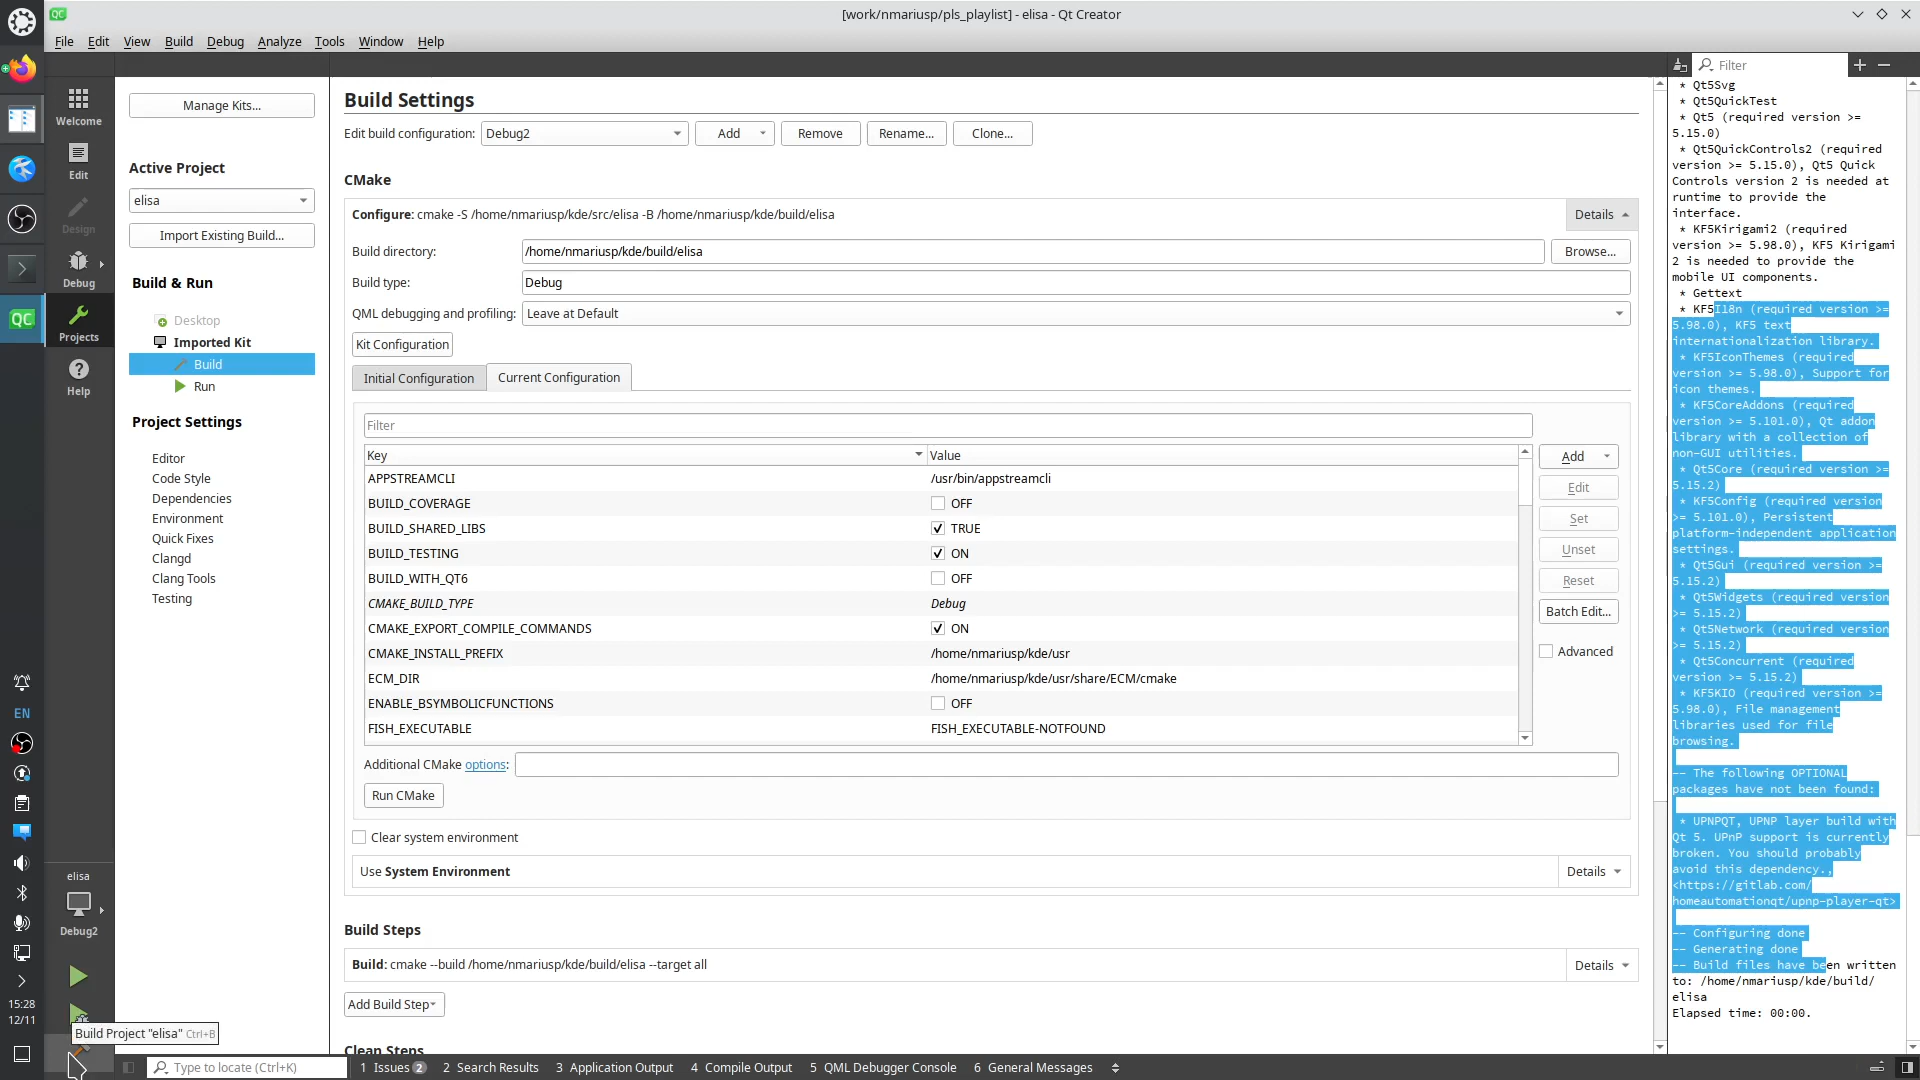 [work/nmariusp/pls_playlist] - elisa - Qt Creator
File Edit View Build Debug Analyze Tools Window Help
Welcome
Edit
Design
Debug
Projects
Help
Manage Kits...
Active Project
elisa
Import Existing Build...
Build & Run
Desktop
Imported Kit
Build
Run
Project Settings
Editor
Code Style
Dependencies
Environment
Quick Fixes
Clangd
Clang Tools
Testing
Build Settings
Edit build configuration: Debug2 Add Remove Rename... Clone...
CMake
Configure: cmake -S /home/nmariusp/kde/src/elisa -B /home/nmariusp/kde/build/elisa Details
Build directory: /home/nmariusp/kde/build/elisa Browse...
Build type: Debug
QML debugging and profiling: Leave at Default
Kit Configuration
Initial Configuration Current Configuration
Filter
Key Value
APPSTREAMCLI /usr/bin/appstreamcli
BUILD_COVERAGE OFF
BUILD_SHARED_LIBS TRUE
BUILD_TESTING ON
BUILD_WITH_QT6 OFF
CMAKE_BUILD_TYPE Debug
CMAKE_EXPORT_COMPILE_COMMANDS ON
CMAKE_INSTALL_PREFIX /home/nmariusp/kde/usr
ECM_DIR /home/nmariusp/kde/usr/share/ECM/cmake
ENABLE_BSYMBOLICFUNCTIONS OFF
FISH_EXECUTABLE FISH_EXECUTABLE-NOTFOUND
Add
Edit
Set
Unset
Reset
Batch Edit...
Advanced
Additional CMake options:
Run CMake
Clear system environment
Use System Environment Details
Build Steps
Build: cmake --build /home/nmariusp/kde/build/elisa --target all Details
Add Build Step
Clean Steps
Filter
* Qt5Svg
* Qt5QuickTest
* Qt5 (required version >=
5.15.0)
* Qt5QuickControls2 (required
version >= 5.15.0), Qt5 Quick
Controls version 2 is needed at
runtime to provide the
interface.
* KF5Kirigami2 (required
version >= 5.98.0), KF5 Kirigami
2 is needed to provide the
mobile UI components.
* Gettext
* KF5I18n (required version >=
5.98.0), KF5 text
internationalization library.
* KF5IconThemes (required
version >= 5.98.0), Support for
icon themes.
* KF5CoreAddons (required
version >= 5.101.0), Qt addon
library with a collection of
non-GUI utilities.
* Qt5Core (required version >=
5.15.2)
* KF5Config (required version
>= 5.101.0), Persistent
platform-independent application
settings.
* Qt5Gui (required version >=
5.15.2)
* Qt5Widgets (required version
>= 5.15.2)
* Qt5Network (required version
>= 5.15.2)
* Qt5Concurrent (required
version >= 5.15.2)
* KF5KIO (required version >=
5.98.0), File management
libraries used for file
browsing.
-- The following OPTIONAL
packages have not been found:
* UPNPQT, UPNP layer build with
Qt 5. UPnP support is currently
broken. You should probably
avoid this dependency.,
<https://gitlab.com/
homeautomationqt/upnp-player-qt>
-- Configuring done
-- Generating done
-- Build files have been written
to: /home/nmariusp/kde/build/
elisa
Elapsed time: 00:00.
EN
15:28
12/11
elisa
Debug2
Build Project "elisa" Ctrl+B
Type to locate (Ctrl+K) 1 Issues 2 2 Search Results 3 Application Output 4 Compile Output 5 QML Debugger Console 6 General Messages